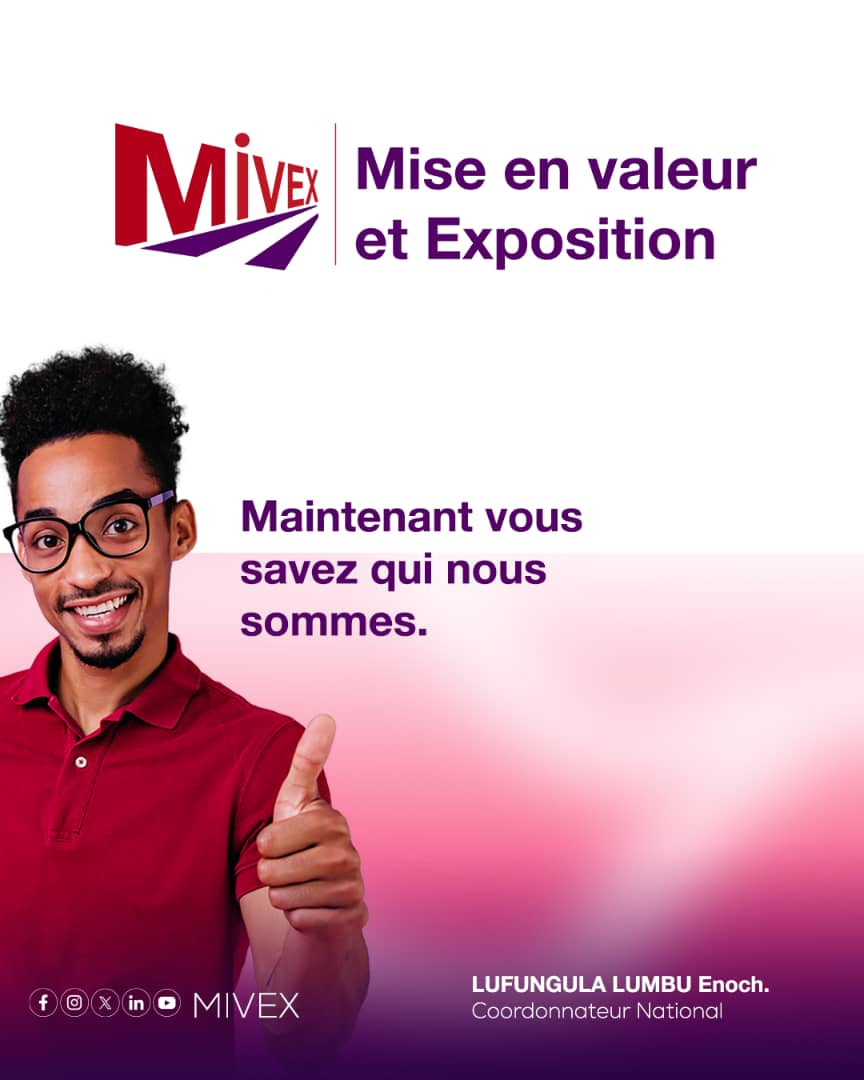 MiVEX
Mise en valeur
et Exposition
Maintenant vous
savez qui nous
sommes.
MIVEX
LUFUNGULA LUMBU Enoch.
Coordonnateur National